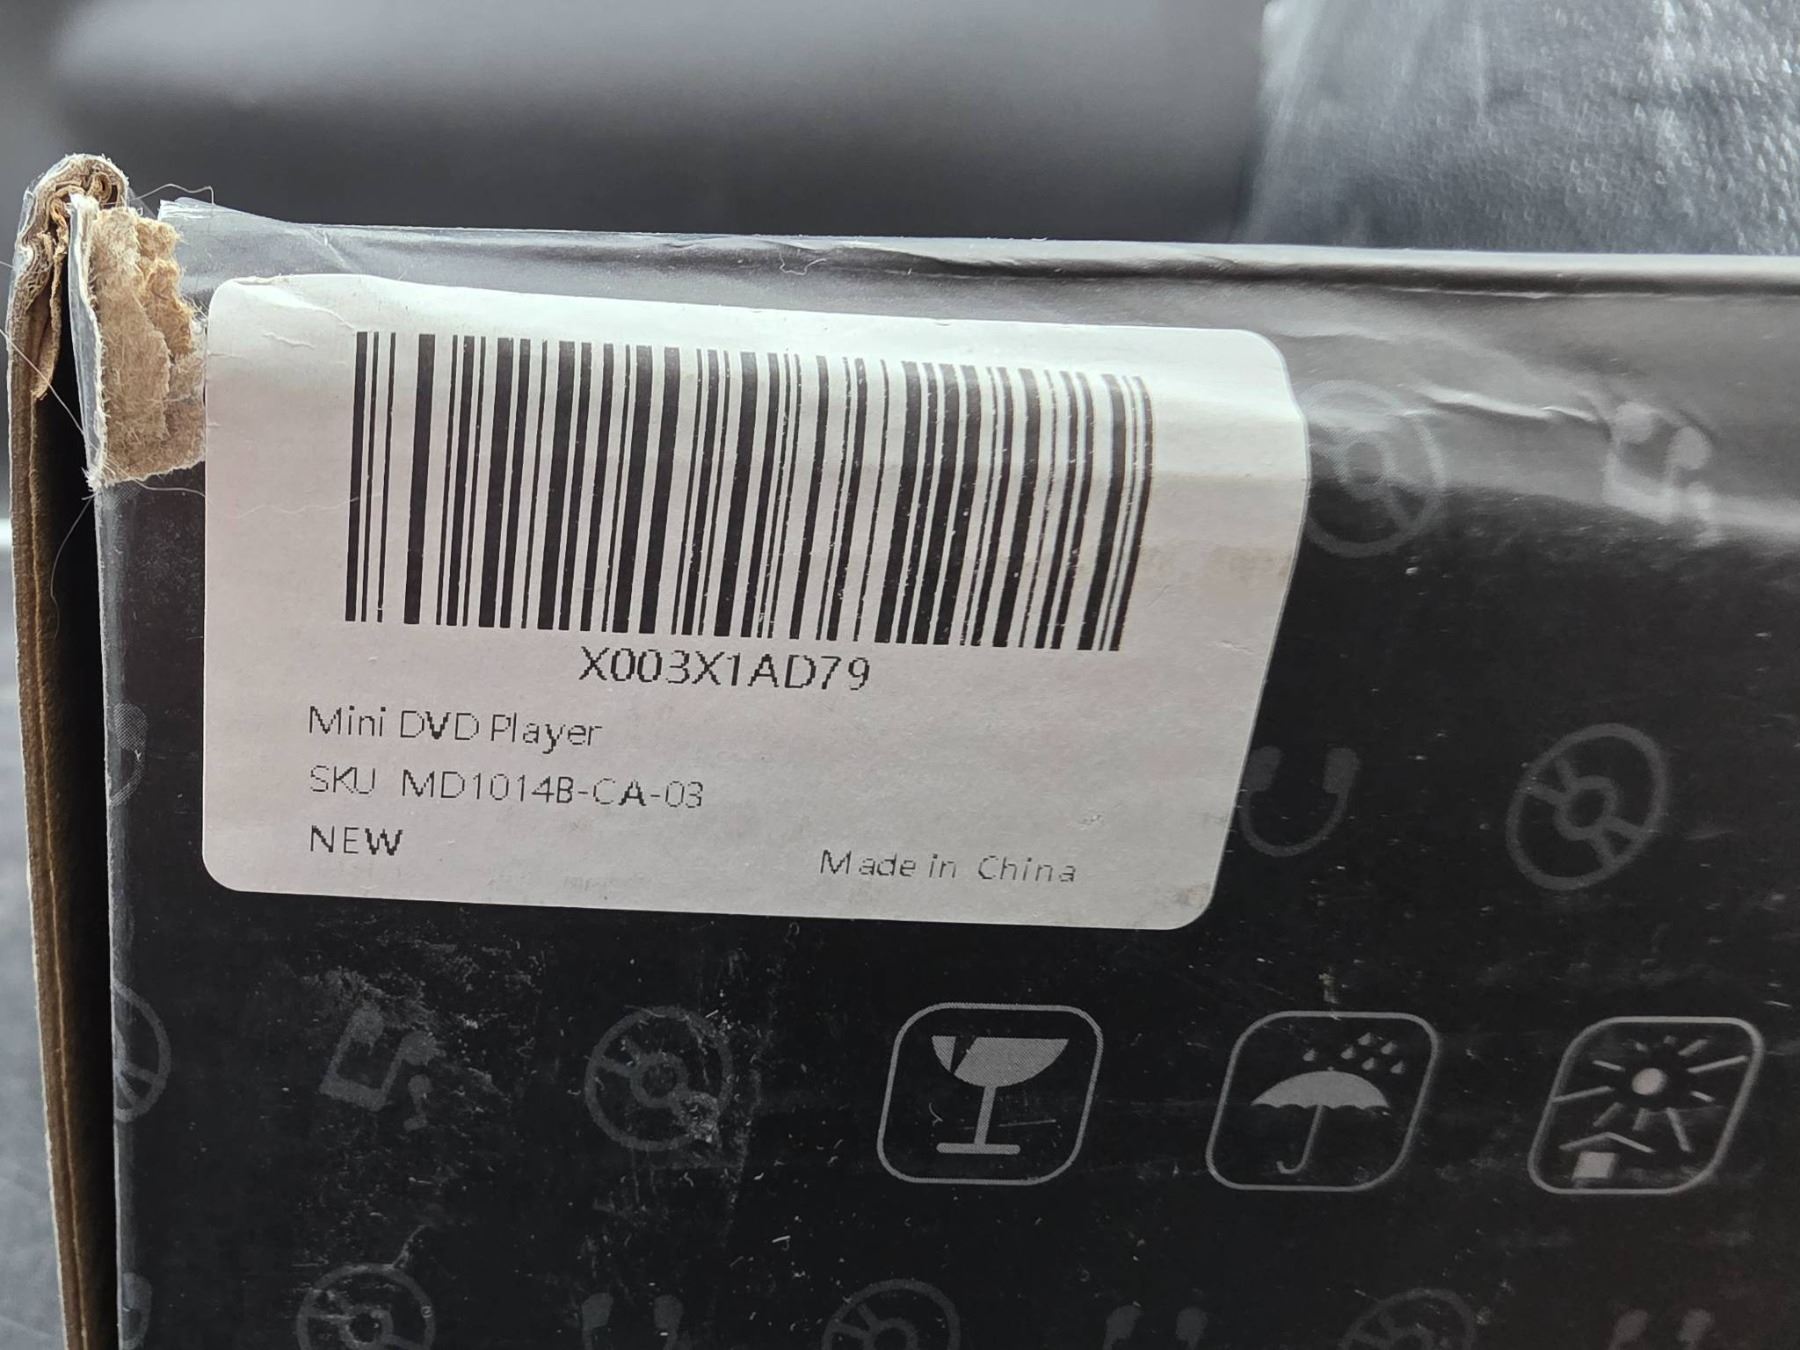 X003X1AD79
Mini DVD Player
SKU MD1014B-CA-03
NEW
Made in China